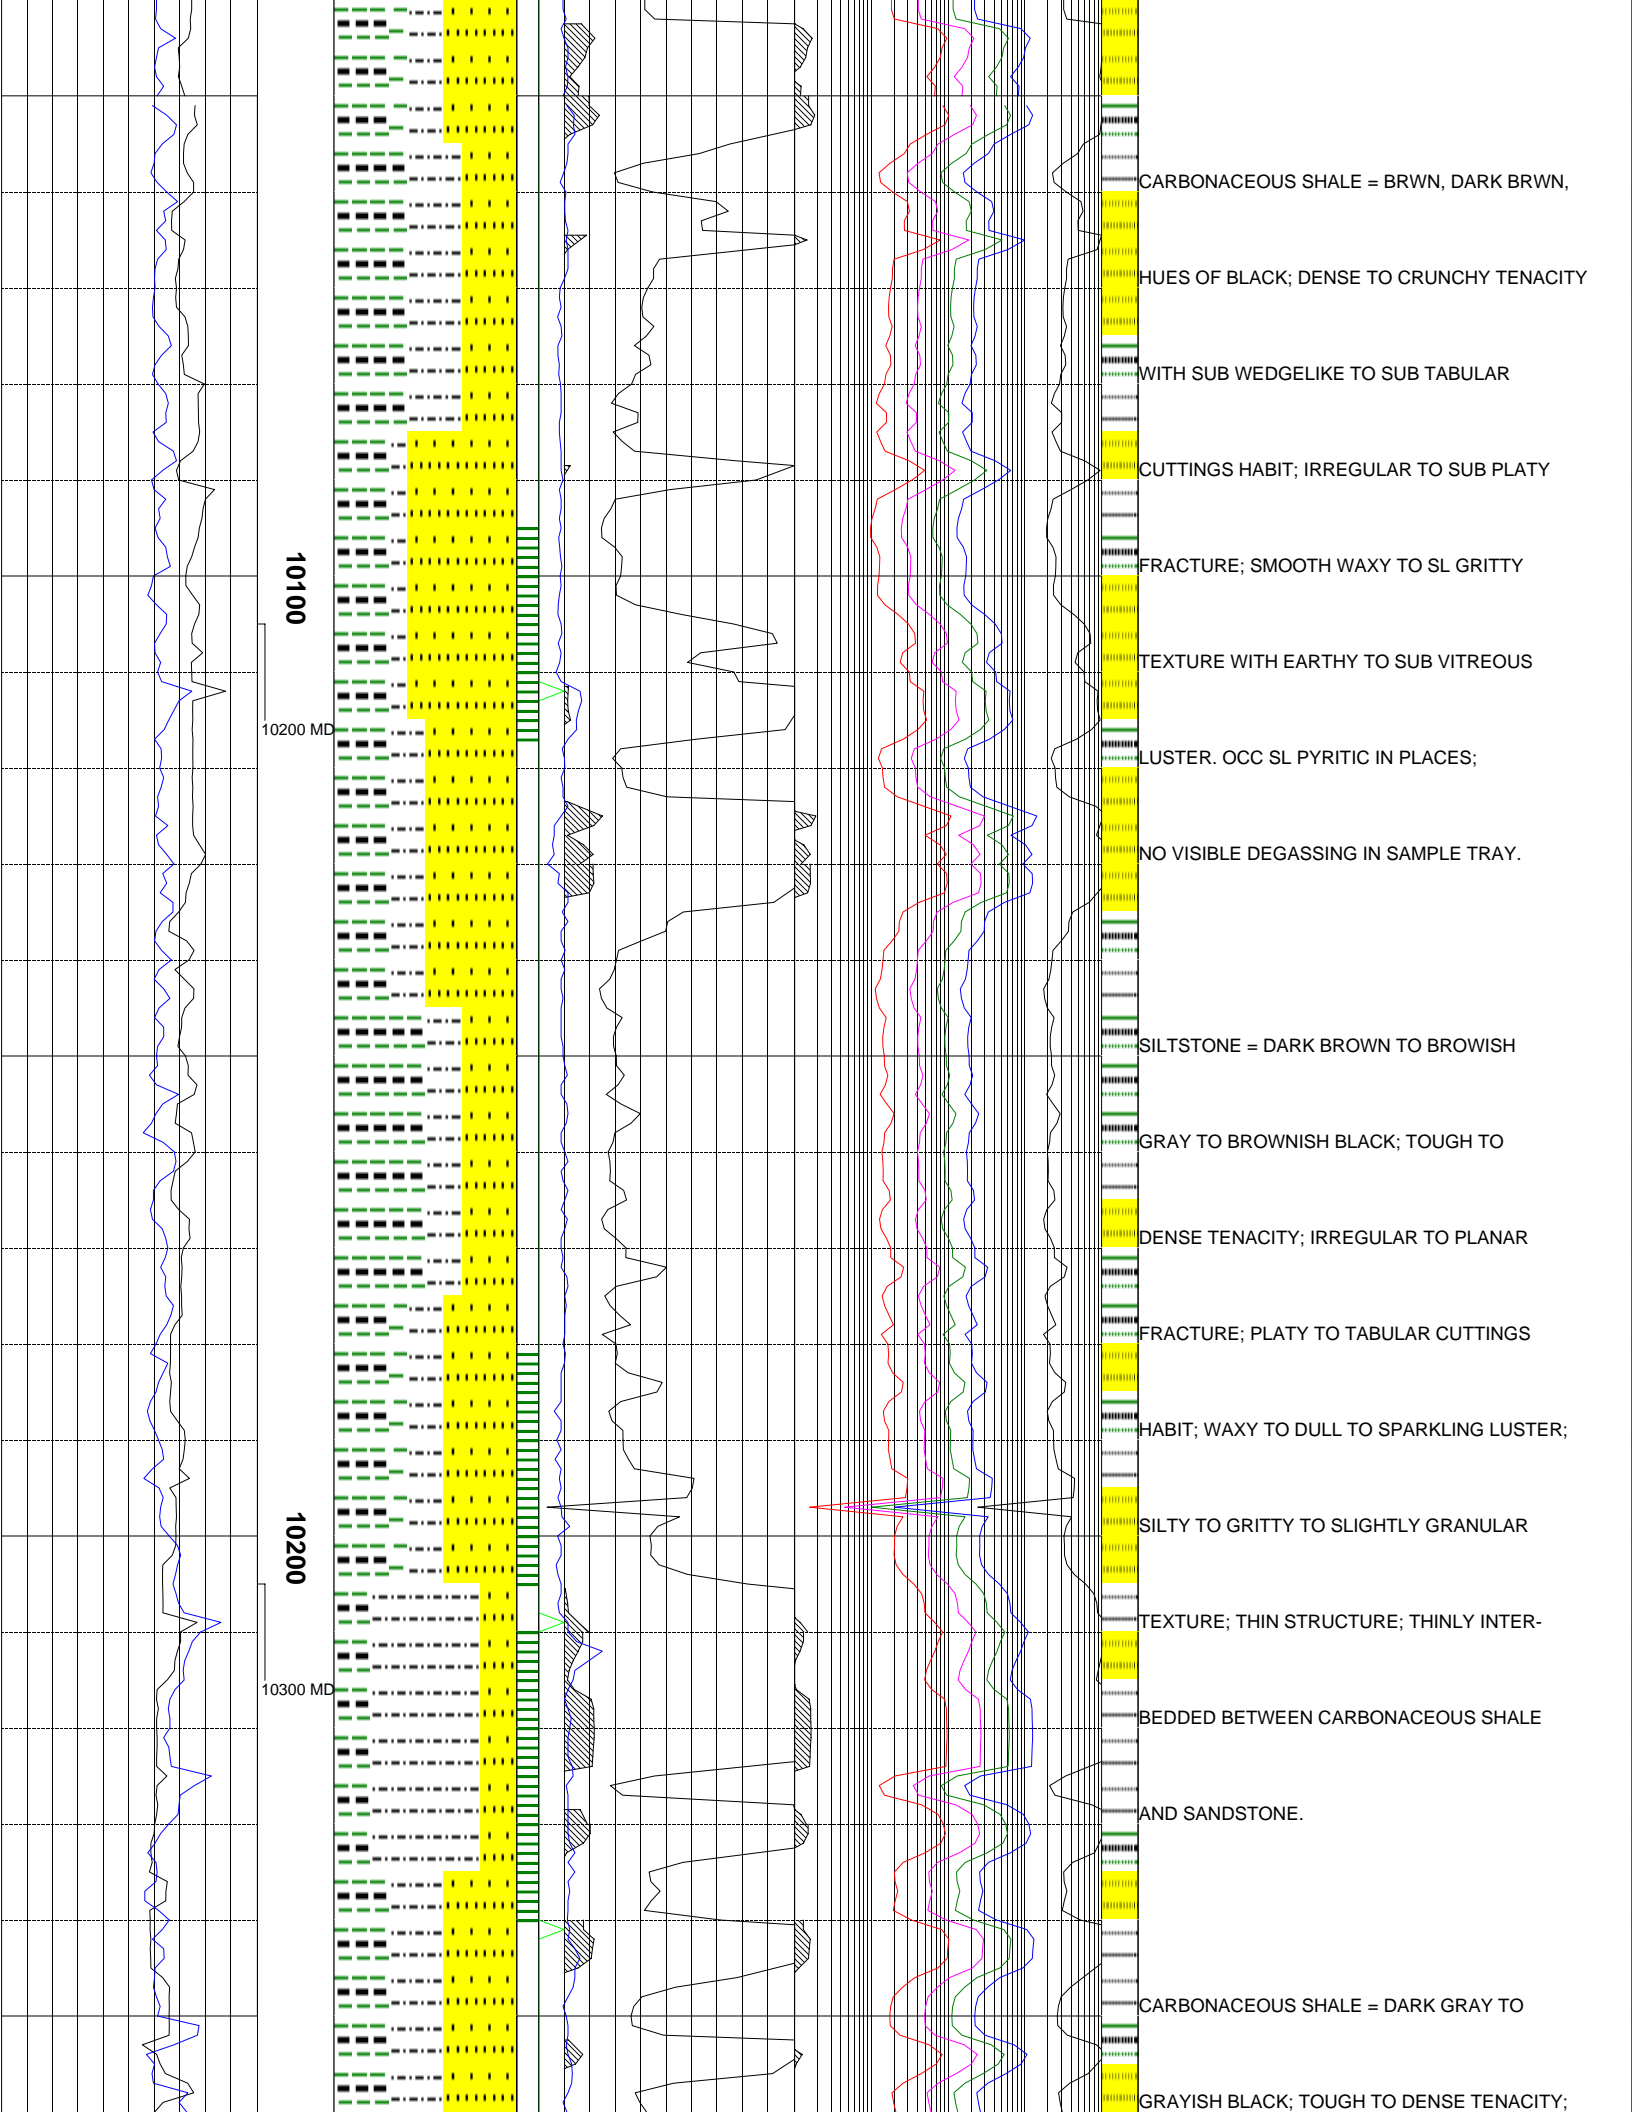 CARBONACEOUS SHALE = BRWN, DARK BRWN,
HUES OF BLACK; DENSE TO CRUNCHY TENACITY
WITH SUB WEDGELIKE TO SUB TABULAR
CUTTINGS HABIT; IRREGULAR TO SUB PLATY
10100
FRACTURE; SMOOTH WAXY TO SL GRITTY
TEXTURE WITH EARTHY TO SUB VITREOUS
10200 MD
LUSTER. OCC SL PYRITIC IN PLACES;
NO VISIBLE DEGASSING IN SAMPLE TRAY.
SILTSTONE = DARK BROWN TO BROWISH
GRAY TO BROWNISH BLACK; TOUGH TO
DENSE TENACITY; IRREGULAR TO PLANAR
FRACTURE; PLATY TO TABULAR CUTTINGS
HABIT; WAXY TO DULL TO SPARKLING LUSTER;
10200
SILTY TO GRITTY TO SLIGHTLY GRANULAR
TEXTURE; THIN STRUCTURE; THINLY INTER-
10300 MD
BEDDED BETWEEN CARBONACEOUS SHALE
AND SANDSTONE.
CARBONACEOUS SHALE = DARK GRAY TO
GRAYISH BLACK; TOUGH TO DENSE TENACITY;